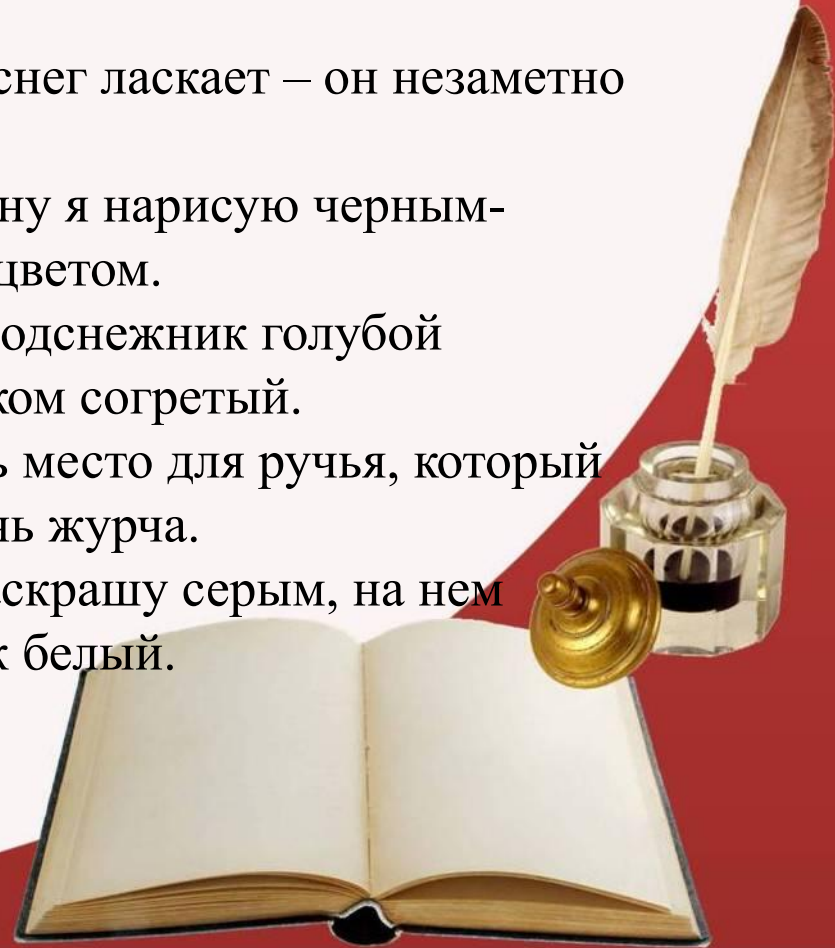 снег ласкает – он незаметно
ну я нарисую черным-
цветом.
одснежник голубой
ком согретый.
ь место для ручья, который
нь журча.
скрашу серым, на нем
к белый.